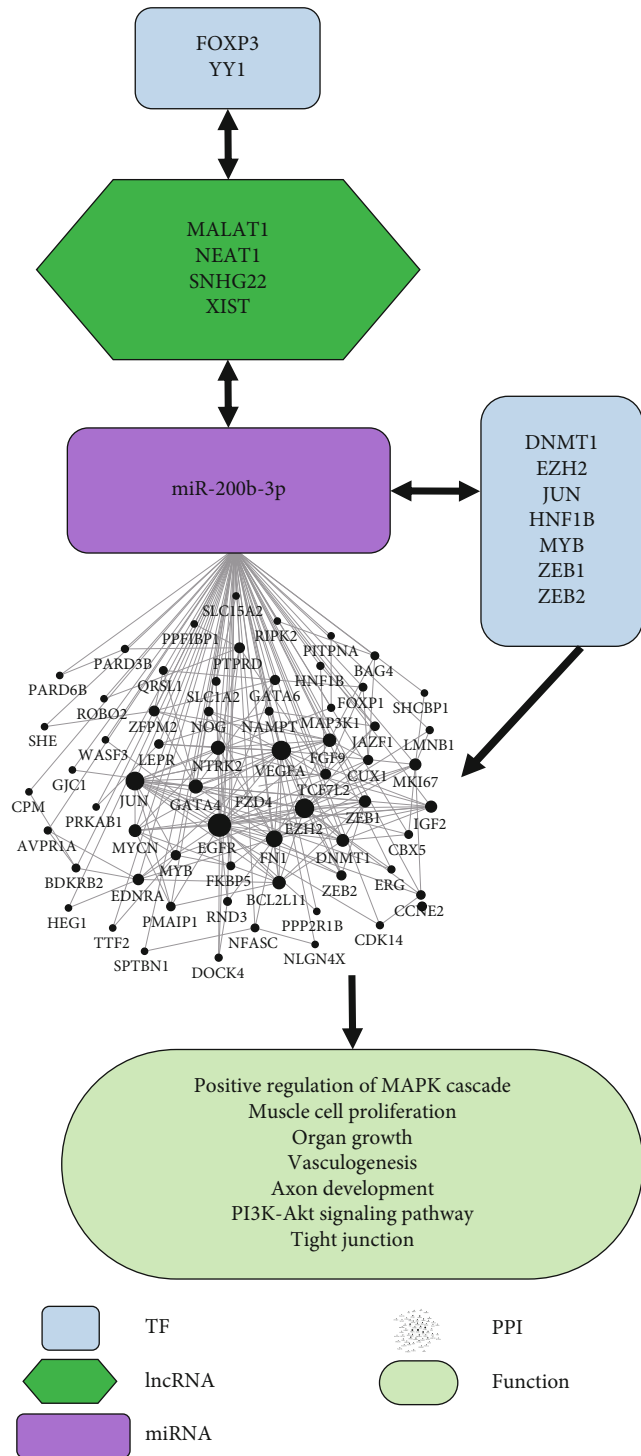 FOXP3
YY1
MALAT1
NEAT1
SNHG22
XIST
miR-200b-3p
DNMT1
EZH2
JUN
HNF1B
MYB
ZEB1
ZEB2
SLC15A2
PPFIBP1
RIPK2
PARD3B
PTPRD
PITPNA
PARD6B
QRSL1
SLC1A2
GATA6
HNF1B
BAG4
ROBO2
ZFPM2
NOG
NAMPT
MAP3K1
FOXP1
SHCBP1
SHE
WASF3
LEPR
NTRK2
VEGFA
FGF9
JAZF1
LMNB1
GJC1
JUN
GATA4
FZD4
TCF7L2
CUX1
MKI67
CPM
PRKAB1
EGFR
EZH2
ZEB1
IGF2
AVPR1A
MYCN
MYB
FN1
DNMT1
CBX5
BDKRB2
EDNRA
FKBP5
BCL2L11
ZEB2
ERG
CCNE2
HEG1
PMAIP1
RND3
PPP2R1B
CDK14
TTF2
NFASC
SPTBN1
DOCK4
NLGN4X
Positive regulation of MAPK cascade
Muscle cell proliferation
Organ growth
Vasculogenesis
Axon development
PI3K-Akt signaling pathway
Tight junction
TF
PPI
lncRNA
Function
miRNA